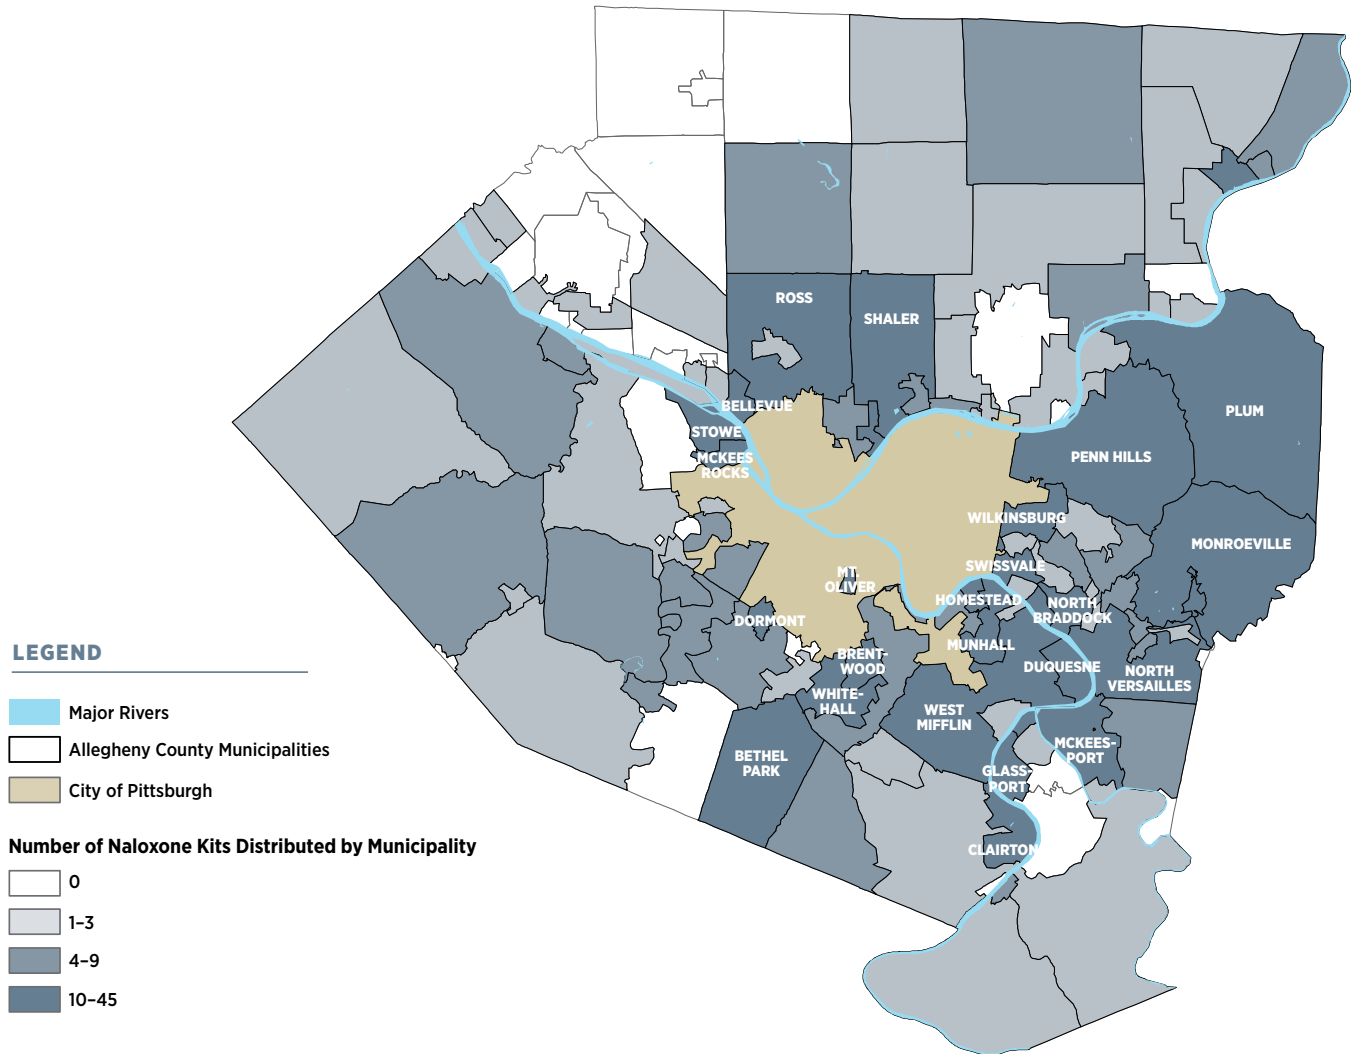 ROSS
SHALER
BELLEVUE
STOWE
MCKEES
ROCKS
PLUM
PENN HILLS
WILKINSBURG
MONROEVILLE
SWISSVALE
MT.
OLIVER
HOMESTEAD
NORTH
BRADDOCK
DORMONT
MUNHALL
BRENT-
WOOD
DUQUESNE
NORTH
VERSAILLES
WHITE-
HALL
WEST
MIFFLIN
BETHEL
PARK
MCKEES-
PORT
GLASS-
PORT
CLAIRTON
LEGEND
Major Rivers
Allegheny County Municipalities
City of Pittsburgh
Number of Naloxone Kits Distributed by Municipality
0
1–3
4–9
10–45